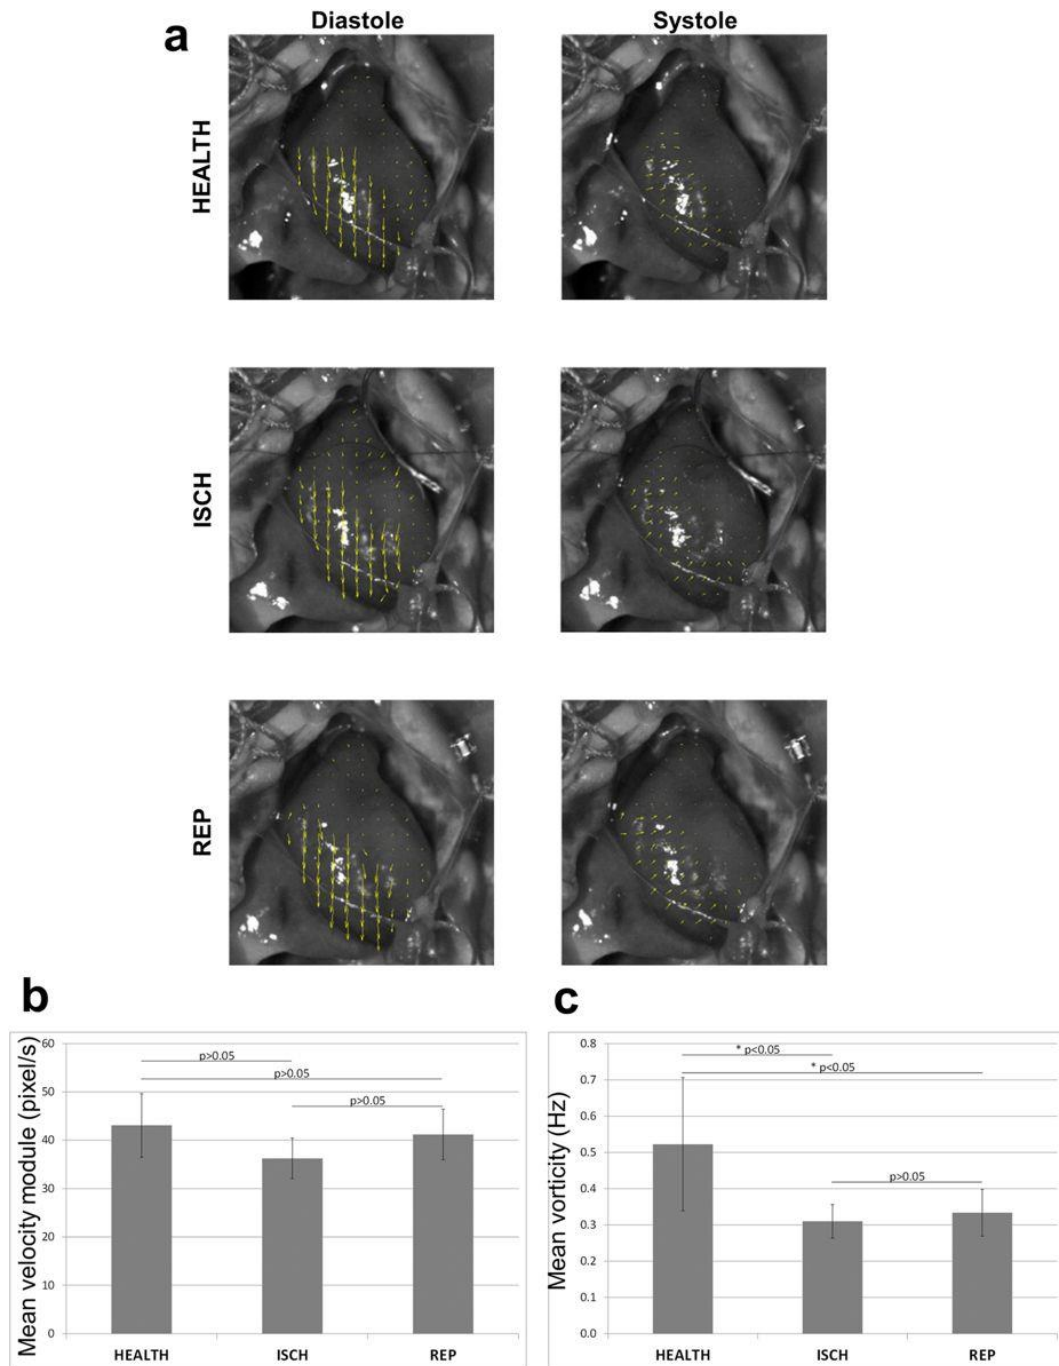 a
Diastole
Systole
HEALTH
ISCH
REP
b
Mean velocity module (pixel/s)
60
50
40
30
20
10
0
p>0.05
p>0.05
p>0.05
HEALTH
ISCH
REP
c
Mean vorticity (Hz)
0.8
0.7
0.6
0.5
0.4
0.3
0.2
0.1
0.0
* p<0.05
* p<0.05
p>0.05
HEALTH
ISCH
REP